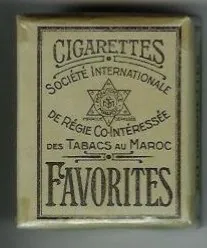 CIGARETTES
SOCIÉTÉ INTERNATIONALE
DE RÉGIE CO-INTÉRESSÉE
DES TABACS AU MAROC
FAVORITES